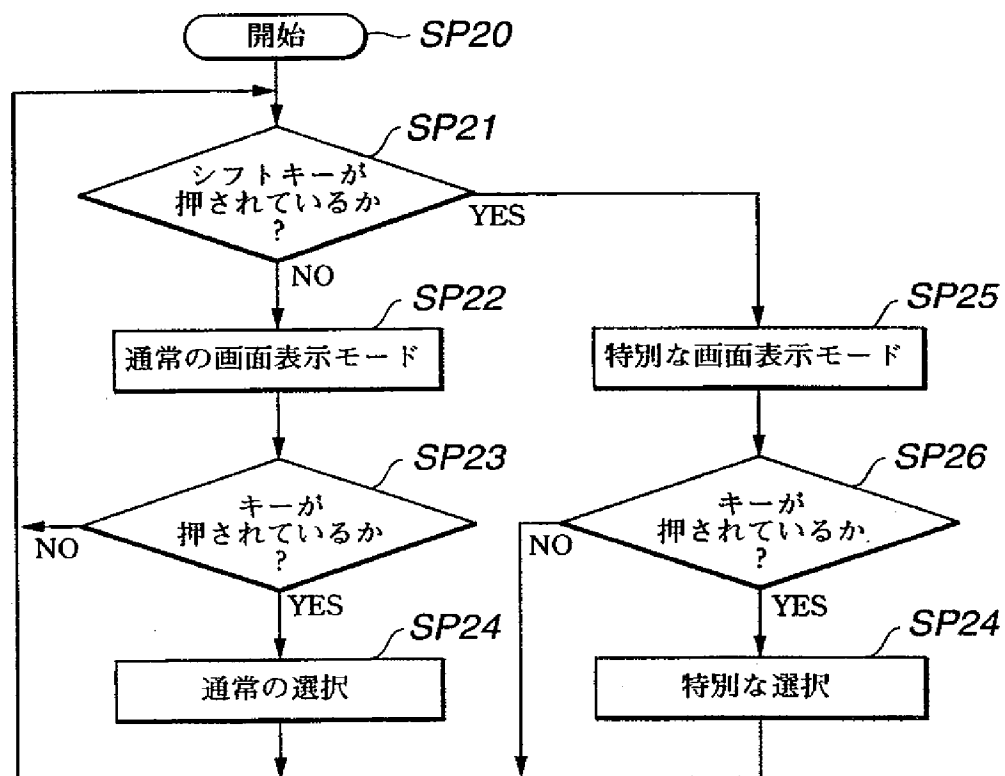 開始
SP20
SP21
シフトキーが
押されているか
?
YES
NO
SP22
通常の画面表示モード
SP25
特別な画面表示モード
SP23
キーが
押されているか
?
NO
YES
SP26
キーが
押されているか
?
NO
YES
SP24
通常の選択
SP24
特別な選択